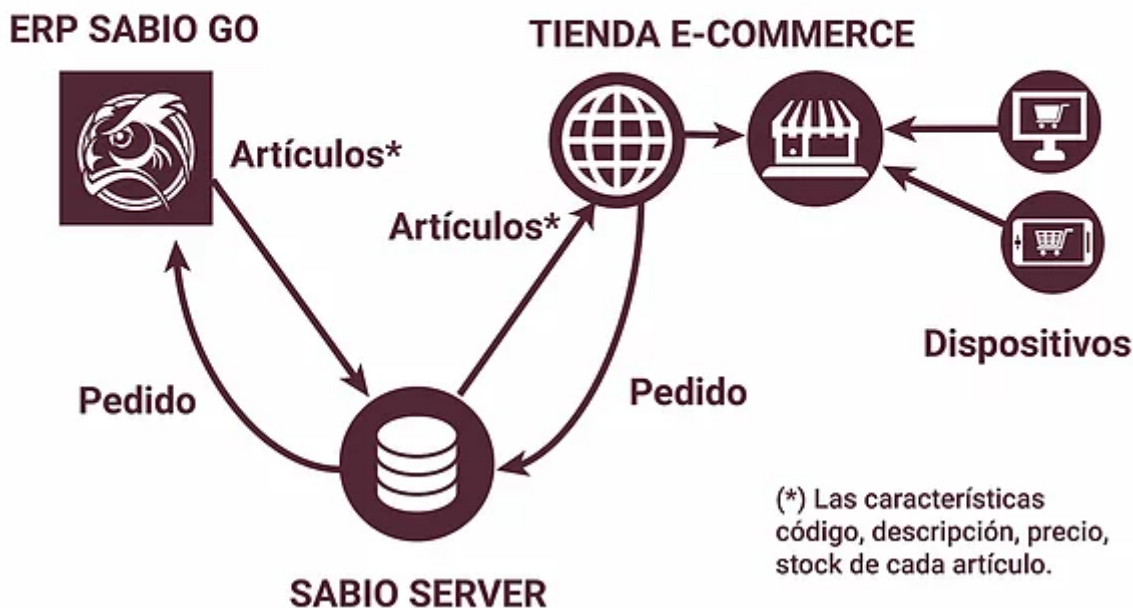 ERP SABIO GO
TIENDA E-COMMERCE
Artículos*
Artículos*
Dispositivos
Pedido
Pedido
SABIO SERVER
(*) Las características
código, descripción, precio,
stock de cada artículo.